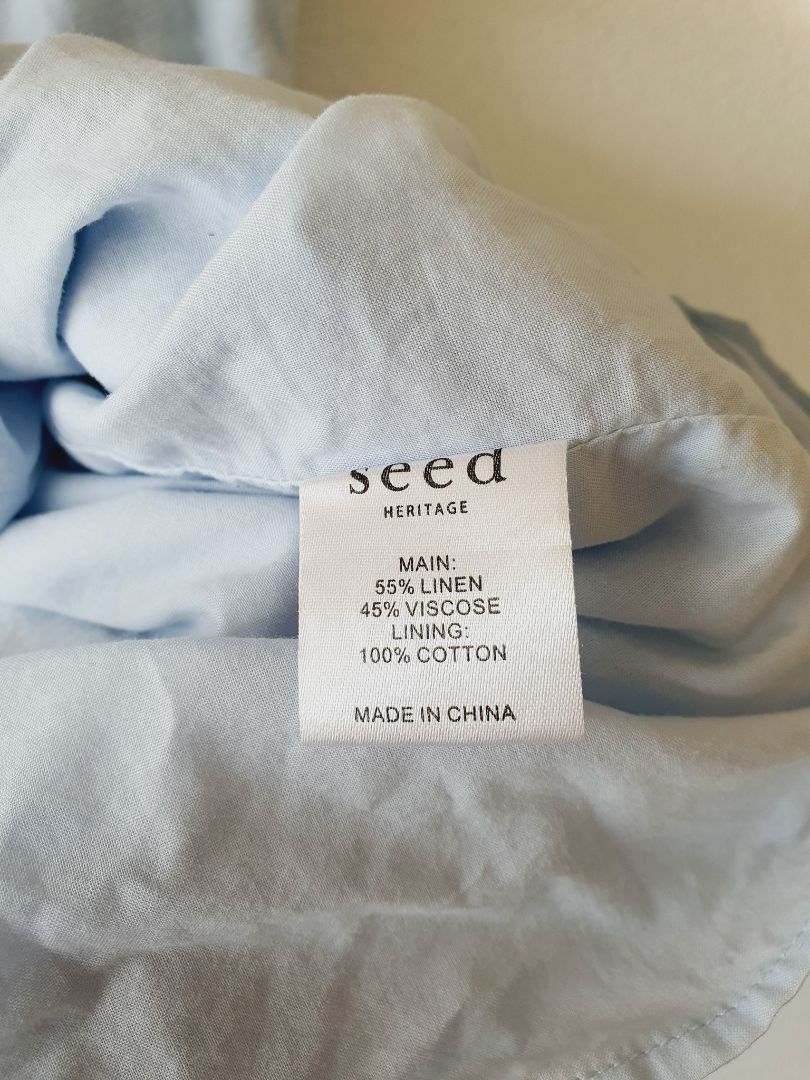 seed
HERITAGE
MAIN:
55% LINEN
45% VISCOSE
LINING:
100% COTTON
MADE IN CHINA